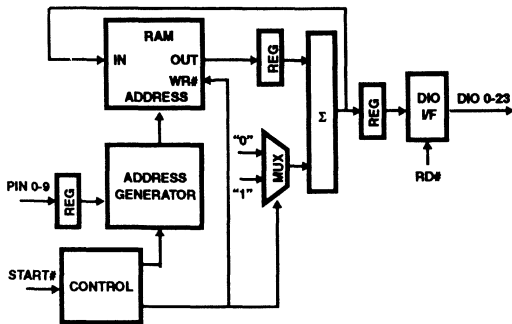 RAM
IN
OUT
WR#
ADDRESS
REG
Σ
REG
DIO
I/F
DIO 0-23
RD#
"0"
"1"
MUX
PIN 0-9
REG
ADDRESS
GENERATOR
START#
CONTROL